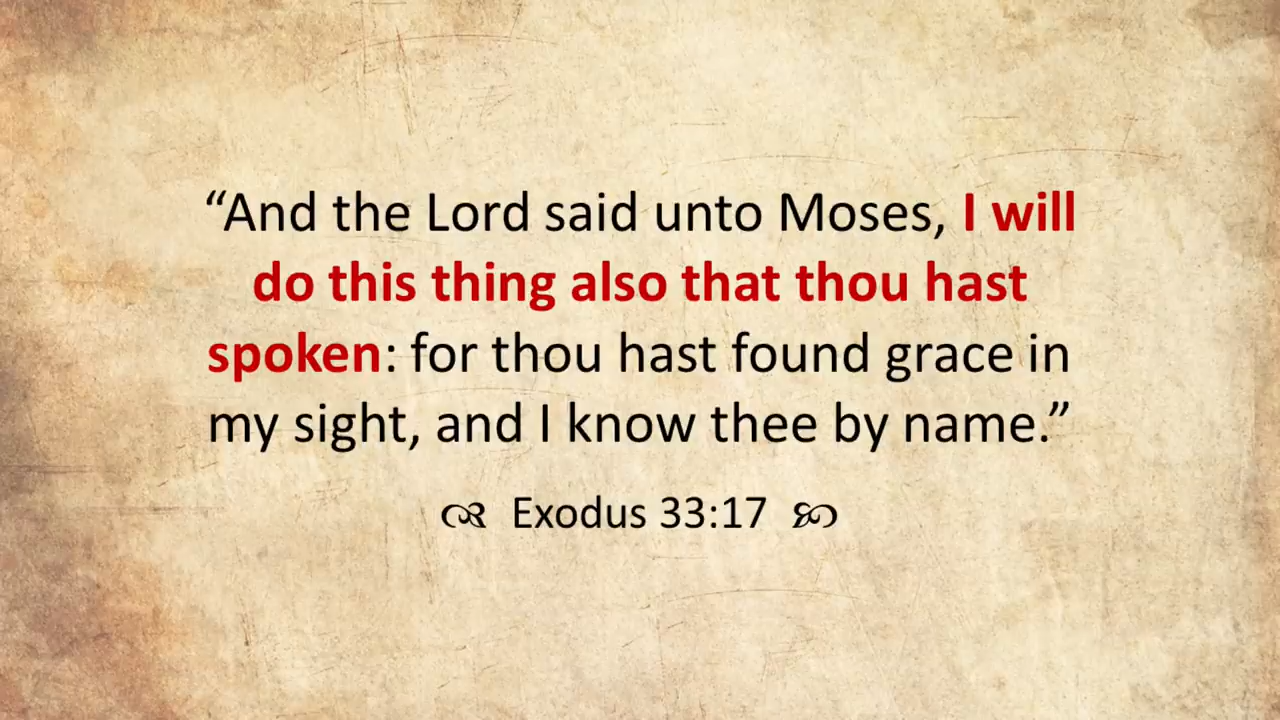 “And the Lord said unto Moses, I will
do this thing also that thou hast
spoken: for thou hast found grace in
my sight, and I know thee by name.”
Exodus 33:17